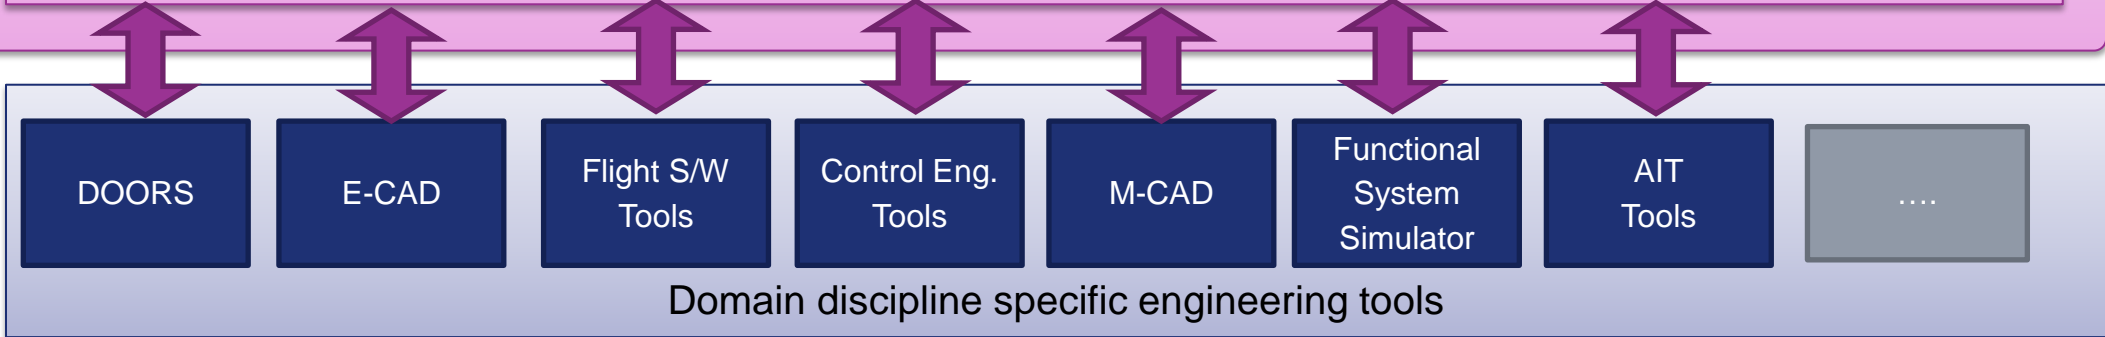 DOORS
E-CAD
Flight S/W
Tools
Control Eng.
Tools
M-CAD
Functional
System
Simulator
AIT
Tools
....
Domain discipline specific engineering tools